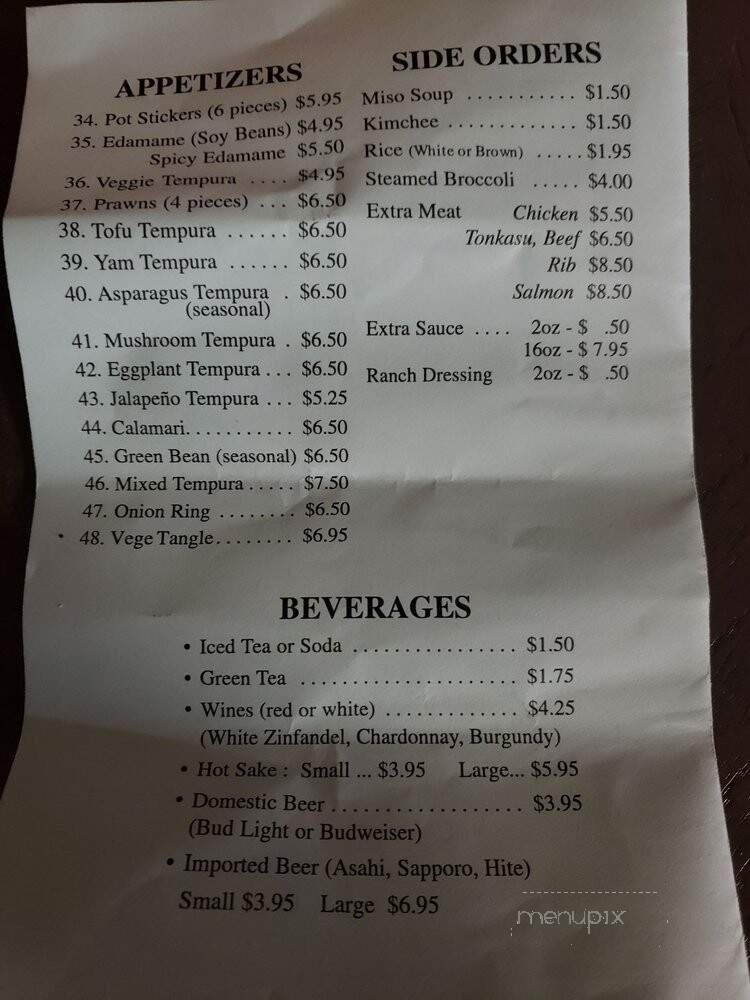 APPETIZERS
34. Pot Stickers (6 pieces) $5.95
35. Edamame (Soy Beans) $4.95
Spicy Edamame $5.50
36. Veggie Tempura .... $4.95
37. Prawns (4 pieces) ... $6.50
38. Tofu Tempura ...... $6.50
39. Yam Tempura ...... $6.50
40. Asparagus Tempura . $6.50
(seasonal)
41. Mushroom Tempura . $6.50
42. Eggplant Tempura ... $6.50
43. Jalapeño Tempura ... $5.25
44. Calamari........... $6.50
45. Green Bean (seasonal) $6.50
46. Mixed Tempura ..... $7.50
47. Onion Ring ........ $6.50
48. Vege Tangle........ $6.95
SIDE ORDERS
Miso Soup ........... $1.50
Kimchee ............. $1.50
Rice (White or Brown) ..... $1.95
Steamed Broccoli ..... $4.00
Extra Meat Chicken $5.50
Tonkasu, Beef $6.50
Rib $8.50
Salmon $8.50
Extra Sauce .... 2oz - $ .50
16oz - $ 7.95
Ranch Dressing 2oz - $ .50
BEVERAGES
• Iced Tea or Soda ................ $1.50
• Green Tea ..................... $1.75
• Wines (red or white) ............. $4.25
(White Zinfandel, Chardonnay, Burgundy)
• Hot Sake : Small ... $3.95 Large... $5.95
• Domestic Beer ................... $3.95
(Bud Light or Budweiser)
• Imported Beer (Asahi, Sapporo, Hite)
Small $3.95 Large $6.95
menupix